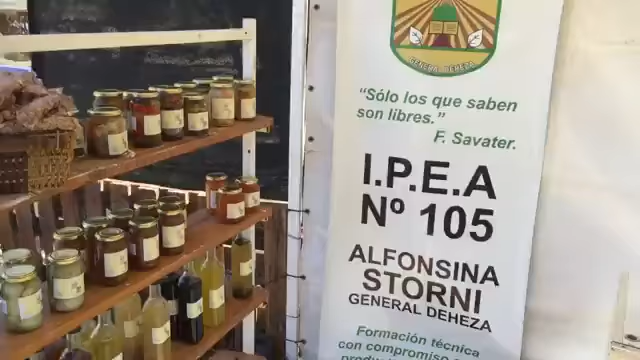 GENERAL DEHEZA
“Sólo los que saben
son libres.”
F. Savater.
I.P.E.A
Nº 105
ALFONSINA
STORNI
GENERAL DEHEZA
Formación técnica
con compromiso